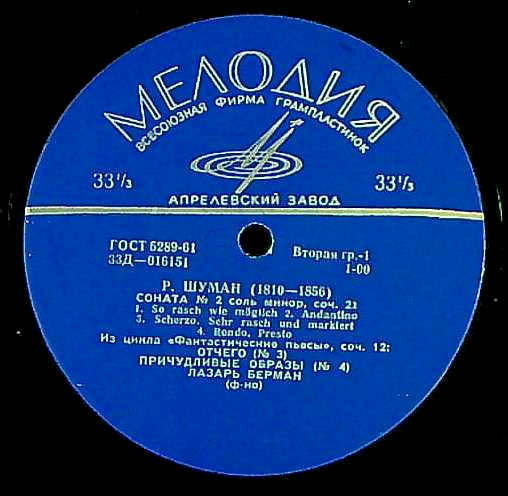 МЕЛОДИЯ
ВСЕСОЮЗНАЯ ФИРМА ГРАМПЛАСТИНОК
33⅓ 33⅓
АПРЕЛЕВСКИЙ ЗАВОД
ГОСТ 5289-61 Вторая гр.-1
33Д—016151 1-00
Р. ШУМАН (1810—1856)
СОНАТА № 2 соль минор, соч. 22
1. So rasch wie möglich 2. Andantino
3. Scherzo. Sehr rasch und markiert
4. Rondo. Presto
Из цикла «Фантастические пьесы», соч. 12:
ОТЧЕГО (№ 3)
ПРИЧУДЛИВЫЕ ОБРАЗЫ (№ 4)
ЛАЗАРЬ БЕРМАН
(ф-но)